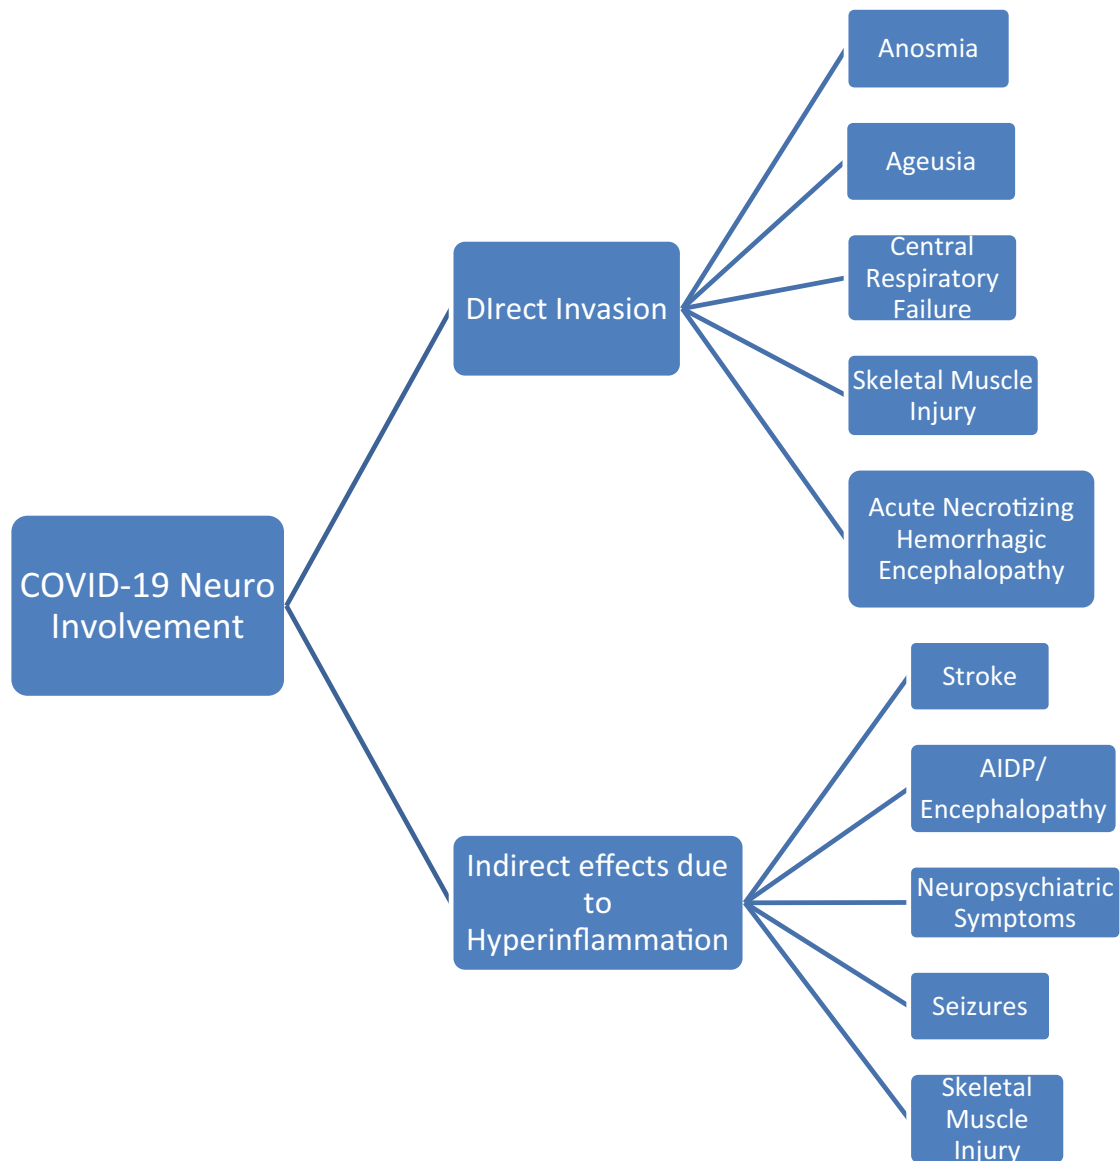 Anosmia
Ageusia
Central
Respiratory
Failure
DIrect Invasion
Skeletal Muscle
Injury
Acute Necrotizing
Hemorrhagic
Encephalopathy
COVID-19 Neuro
Involvement
Stroke
AIDP/
Encephalopathy
Indirect effects due
to
Hyperinflammation
Neuropsychiatric
Symptoms
Seizures
Skeletal
Muscle
Injury